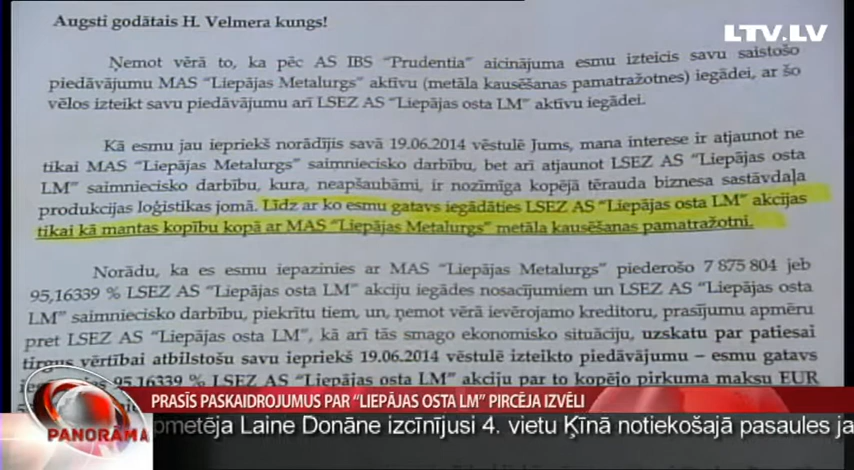 LTV.LV
Augsti godātais H. Velmera kungs!
Ņemot vērā to, ka pēc AS IBS "Prudentia" aicinājuma esmu izteicis savu saistošo
piedāvājumu MAS "Liepājas Metalurgs" aktīvu (metāla kausēšanas pamatražotnes) iegādei, ar šo
vēlos izteikt savu piedāvājumu arī LSEZ AS "Liepājas osta LM" aktīvu iegādei.
Kā esmu jau iepriekš norādījis savā 19.06.2014 vēstulē Jums, mana interese ir atjaunot ne
tikai MAS "Liepājas Metalurgs" saimniecisko darbību, bet arī atjaunot LSEZ AS "Liepājas osta
LM" saimniecisko darbību, kura, neapšaubāmi, ir nozīmīga kopējā tērauda biznesa sastāvdaļa
produkcijas loģistikas jomā. Līdz ar ko esmu gatavs iegādāties LSEZ AS "Liepājas osta LM" akcijas
tikai kā mantas kopību kopā ar MAS "Liepājas Metalurgs" metāla kausēšanas pamatražotni.
Norādu, ka es esmu iepazinies ar MAS "Liepājas Metalurgs" piederošo 7 875 804 jeb
95,16339 % LSEZ AS "Liepājas osta LM" akciju iegādes nosacījumiem un LSEZ AS "Liepājas osta
LM" saimniecisko darbību, piekrītu tiem, un, ņemot vērā ievērojamo kreditoru, prasījumu apmēru
pret LSEZ AS "Liepājas osta LM", kā arī tās smago ekonomisko situāciju, uzskatu par patiesai
tirgus vērtībai atbilstošu savu iepriekš 19.06.2014 vēstulē izteikto piedāvājumu – esmu gatavs
95,16339 % LSEZ AS "Liepājas osta LM" akciju par to kopējo pirkuma maksu EUR
PRASĪS PASKAIDROJUMUS PAR "LIEPĀJAS OSTA LM" PIRCĒJA IZVĒLI
PANORĀMA
pmetēja Laine Donāne izcīnījusi 4. vietu Ķīnā notiekošajā pasaules ja